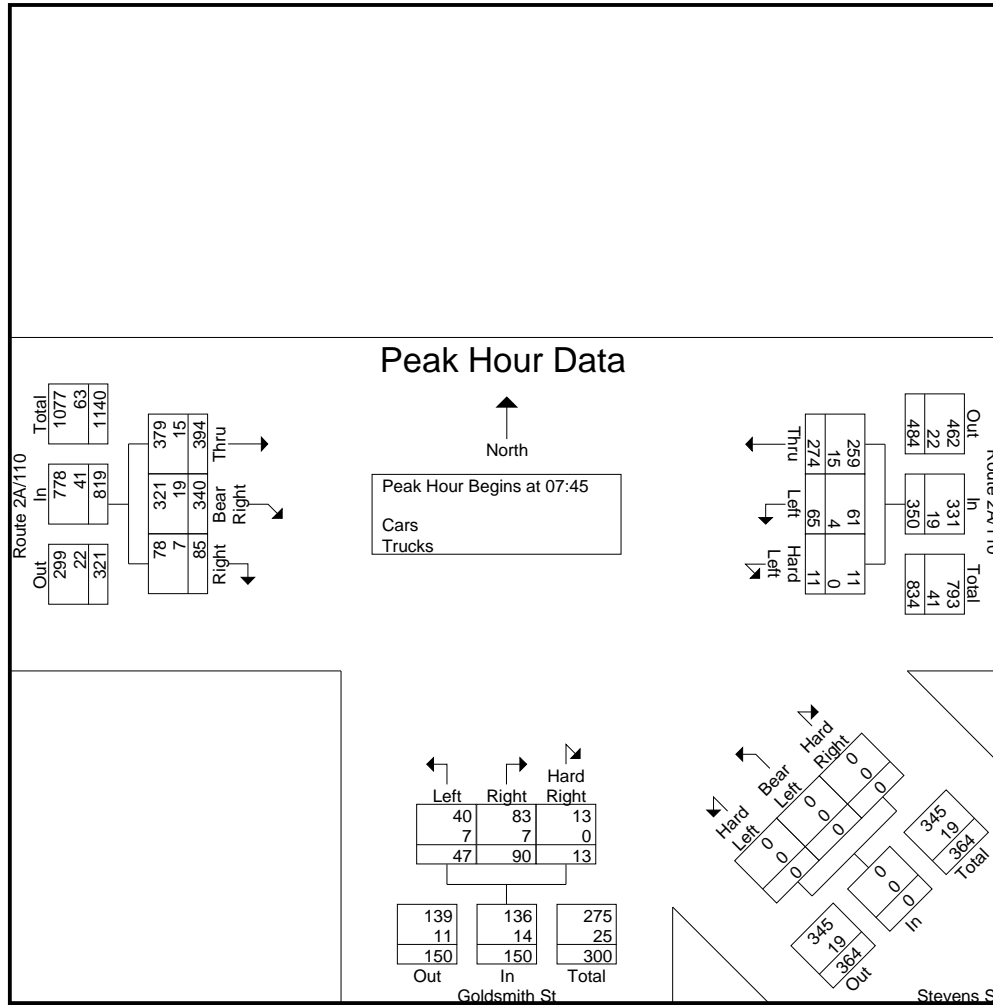 Peak Hour Data
North
Peak Hour Begins at 07:45
Cars
Trucks
Route 2A/110
Total
1077
63
1140
In
778
41
819
Out
299
22
321
Thru
379
15
394
Bear
Right
321
19
340
Right
78
7
85
Route 2A/110
Out
462
22
484
In
331
19
350
Total
793
41
834
Thru
259
15
274
Left
61
4
65
Hard
Left
11
0
11
Left Right Hard Right
40 83 13
7 7 0
47 90 13
139 136 275
11 14 25
150 150 300
Out In Total
Goldsmith St
Hard
Left
0
0
0
Bear
Left
0
0
0
Hard
Right
0
0
0
345
19
364
Out
0
0
0
In
345
19
364
Total
Stevens S